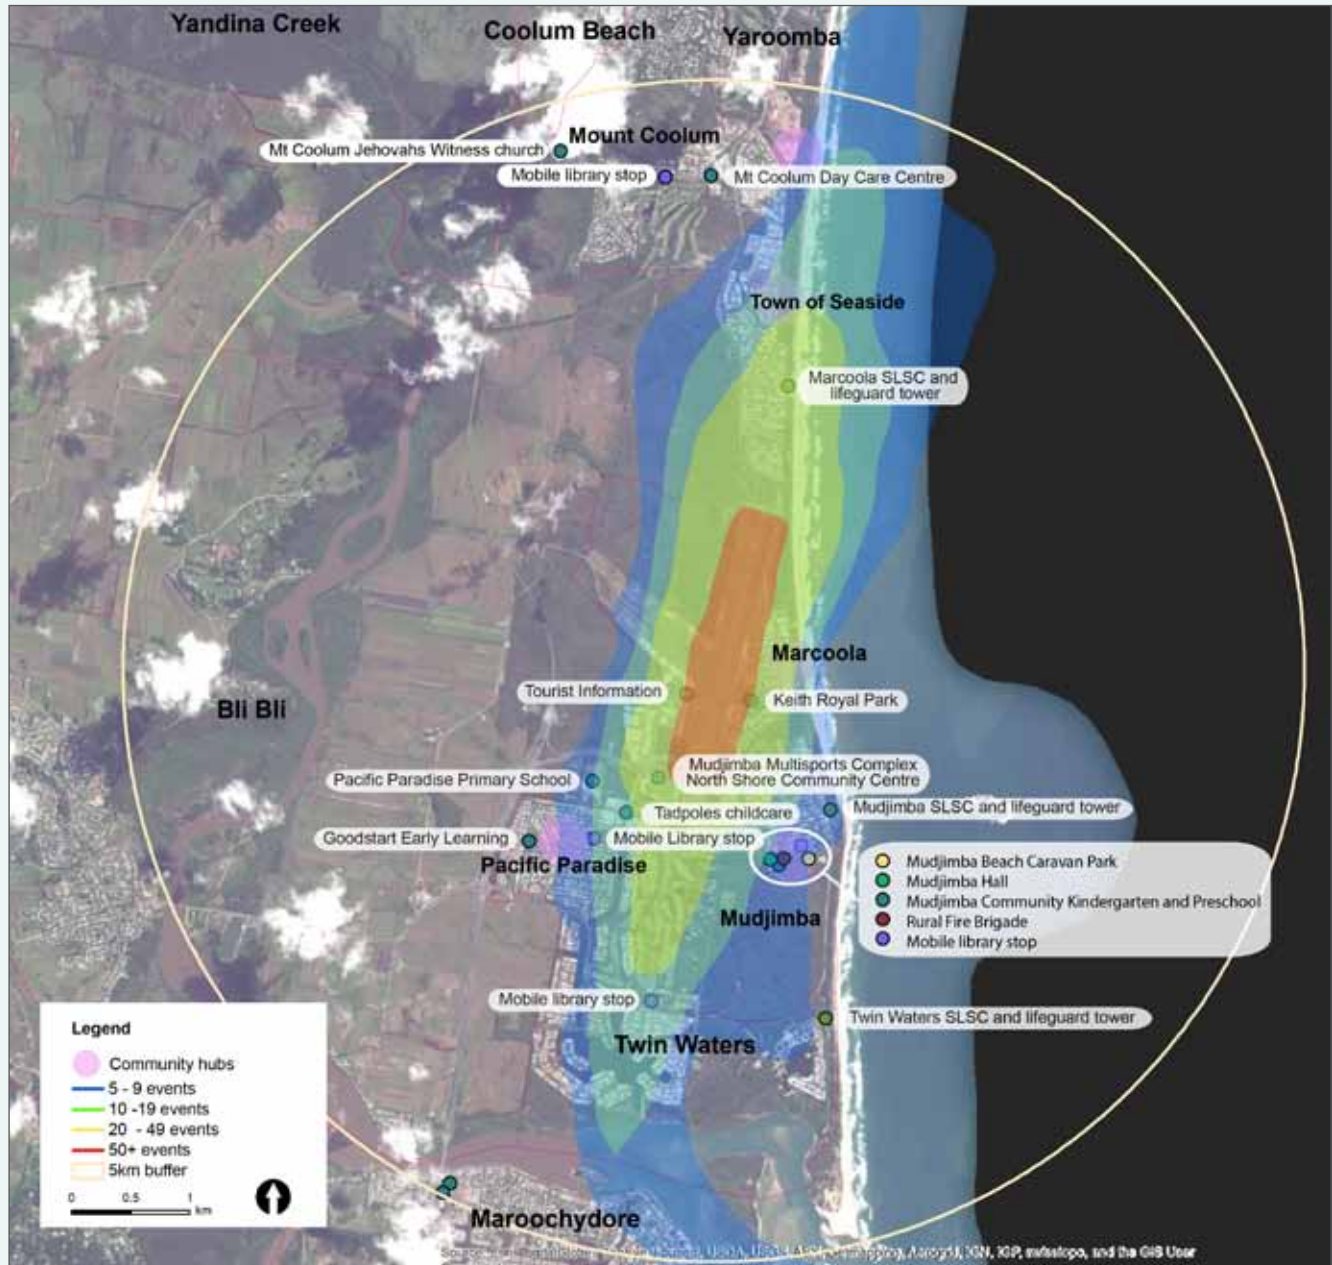 Yandina Creek
Coolum Beach
Yaroomba
Mount Coolum
Mt Coolum Jehovahs Witness church
Mobile library stop
Mt Coolum Day Care Centre
Town of Seaside
Marcoola SLSC and
lifeguard tower
Marcoola
Tourist Information
Keith Royal Park
Bli Bli
Mudjimba Multisports Complex
North Shore Community Centre
Pacific Paradise Primary School
Tadpoles childcare
Mudjimba SLSC and lifeguard tower
Goodstart Early Learning
Mobile Library stop
Pacific Paradise
Mudjimba Beach Caravan Park
Mudjimba Hall
Mudjimba Community Kindergarten and Preschool
Rural Fire Brigade
Mobile library stop
Mudjimba
Mobile library stop
Twin Waters SLSC and lifeguard tower
Twin Waters
Legend
Community hubs
5 - 9 events
10 -19 events
20 - 49 events
50+ events
5km buffer
0 0.5 1
km
Maroochydore
swisstopo, and the GIS User